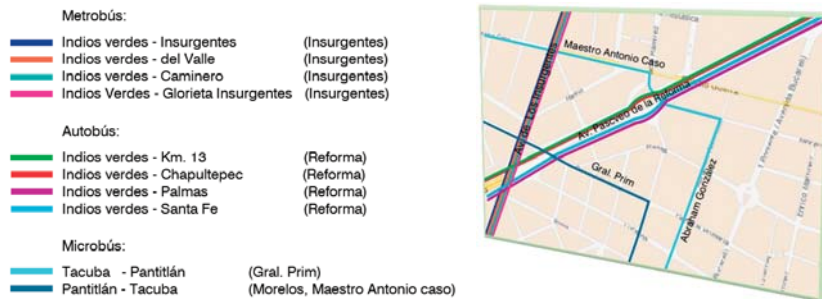 Metrobús:
Indios verdes - Insurgentes (Insurgentes)
Indios verdes - del Valle (Insurgentes)
Indios verdes - Caminero (Insurgentes)
Indios Verdes - Glorieta Insurgentes (Insurgentes)
Autobús:
Indios verdes - Km. 13 (Reforma)
Indios verdes - Chapultepec (Reforma)
Indios verdes - Palmas (Reforma)
Indios verdes - Santa Fe (Reforma)
Microbús:
Tacuba - Pantitlán (Gral. Prim)
Pantitlán - Tacuba (Morelos, Maestro Antonio caso)
Maestro Antonio Caso
Av. de Los Insurgentes
Av. Pascveo de la Reforma
Gral. Prim
Abraham González